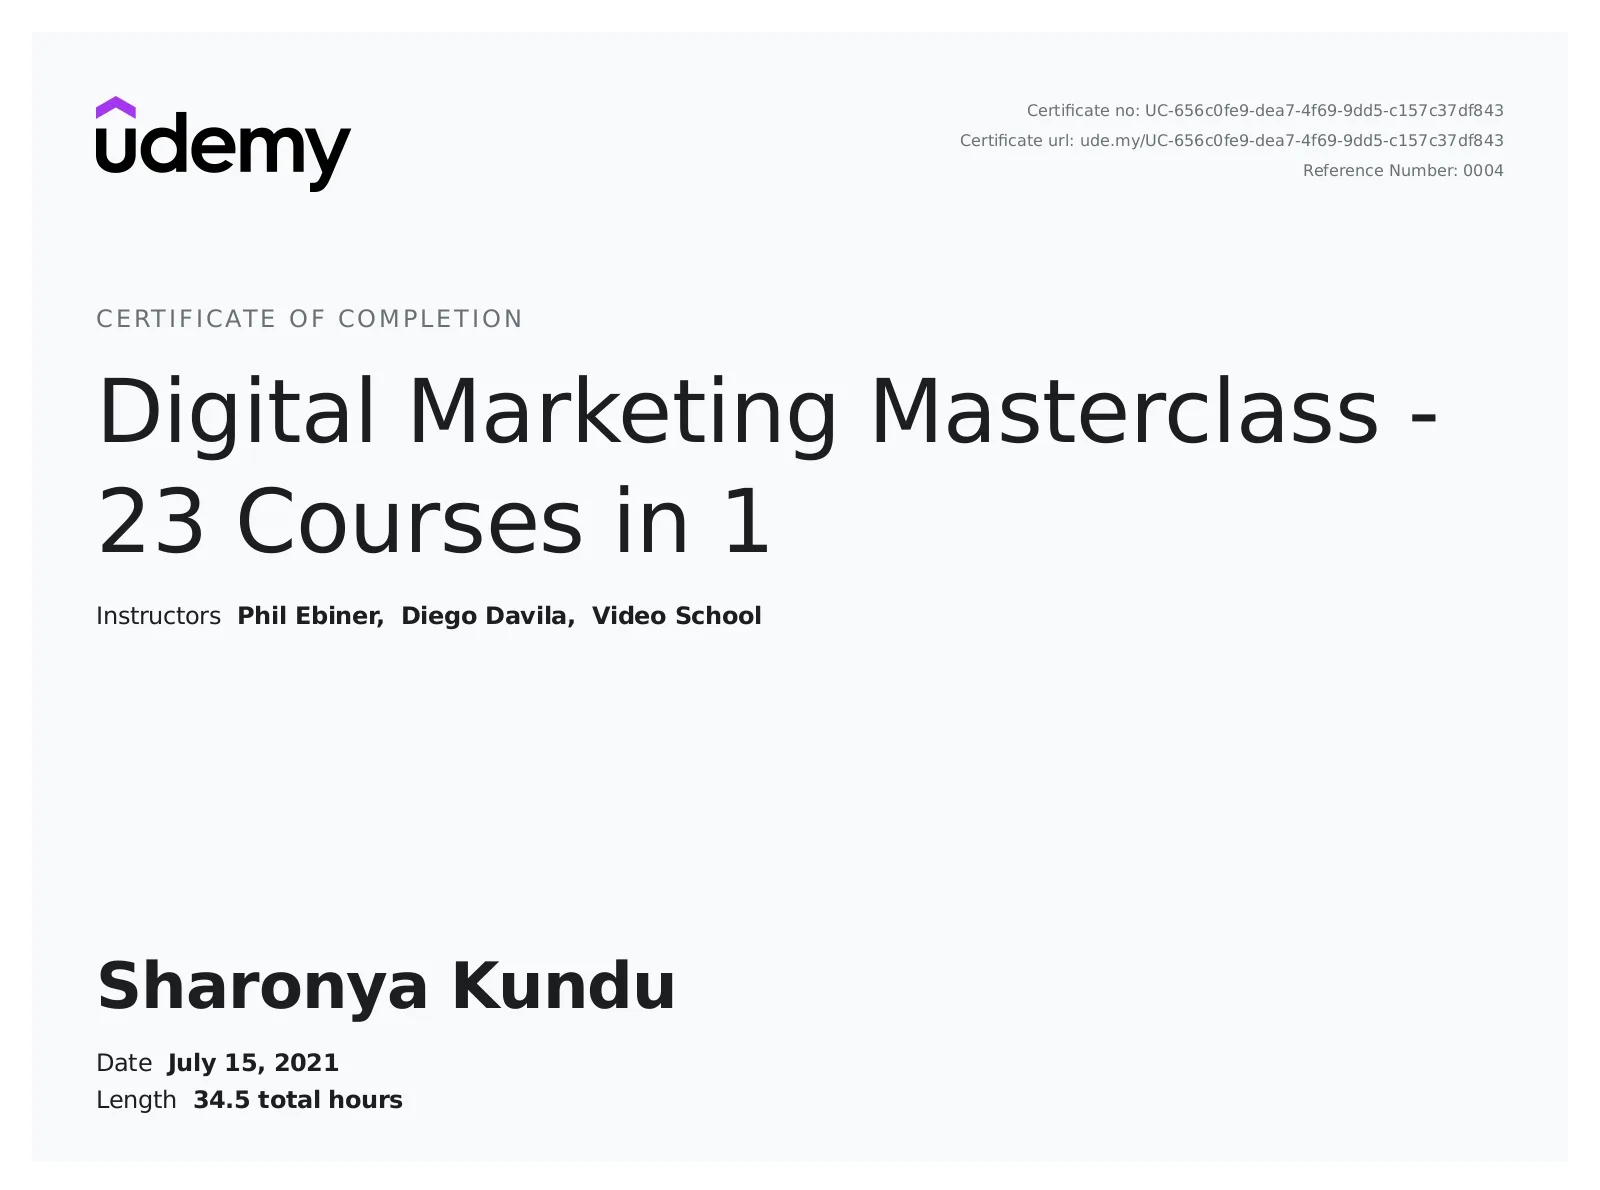 udemy
Certificate no: UC-656c0fe9-dea7-4f69-9dd5-c157c37df843
Certificate url: ude.my/UC-656c0fe9-dea7-4f69-9dd5-c157c37df843
Reference Number: 0004
CERTIFICATE OF COMPLETION
Digital Marketing Masterclass -
23 Courses in 1
Instructors Phil Ebiner, Diego Davila, Video School
Sharonya Kundu
Date July 15, 2021
Length 34.5 total hours